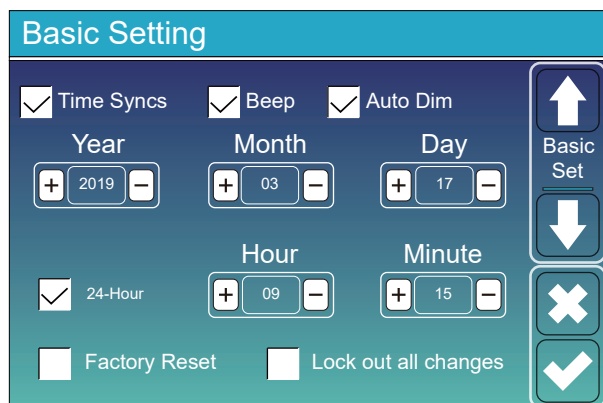 Basic Setting
Time Syncs Beep Auto Dim
Year Month Day
+ 2019 − + 03 − + 17 −
Basic
Set
Hour Minute
24-Hour + 09 − + 15 −
Factory Reset Lock out all changes